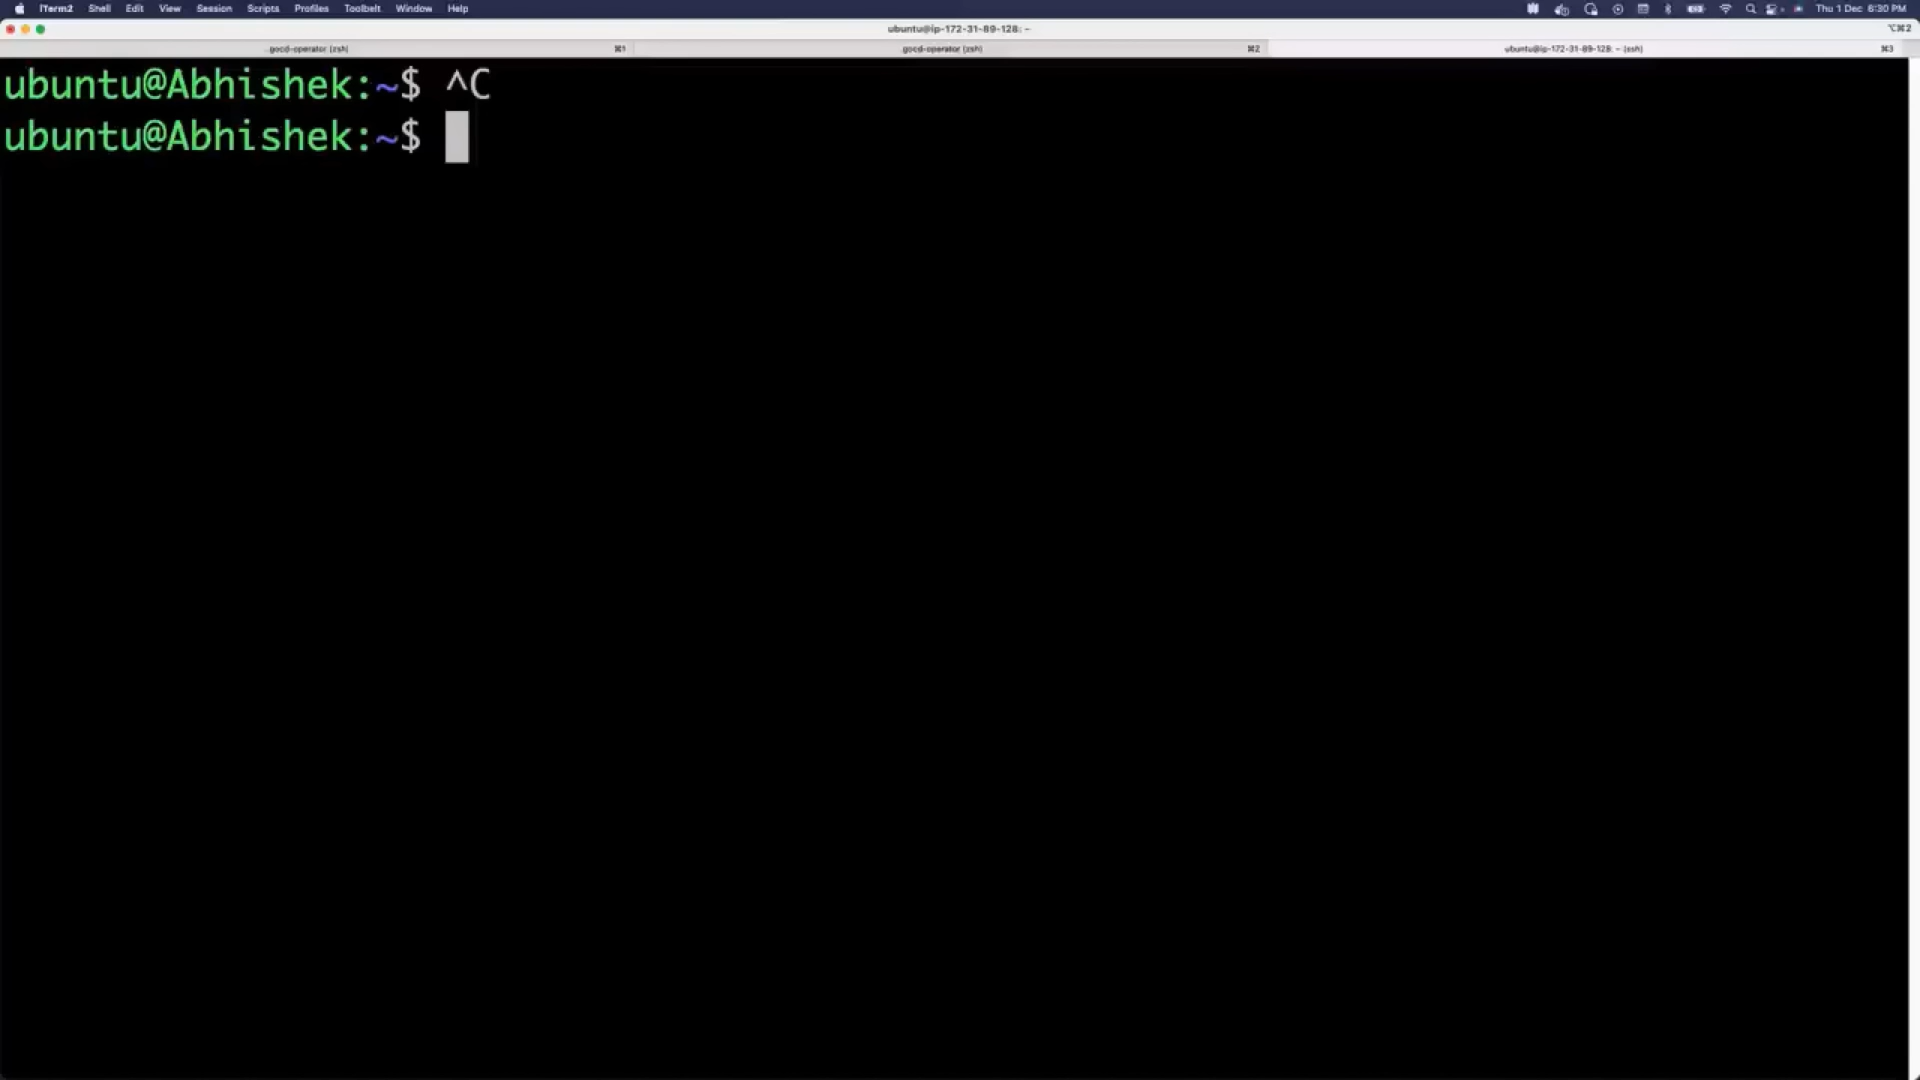 iTerm2 Shell Edit View Session Scripts Profiles Toolbelt Window Help Thu 1 Dec 6:30 PM
ubuntu@ip-172-31-89-128: ~ ⌥⌘2
..gocd-operator (zsh) ⌘1 ..gocd-operator (zsh) ⌘2 ubuntu@ip-172-31-89-128: ~ (ssh) ⌘3
ubuntu@Abhishek:~$ ^C
ubuntu@Abhishek:~$